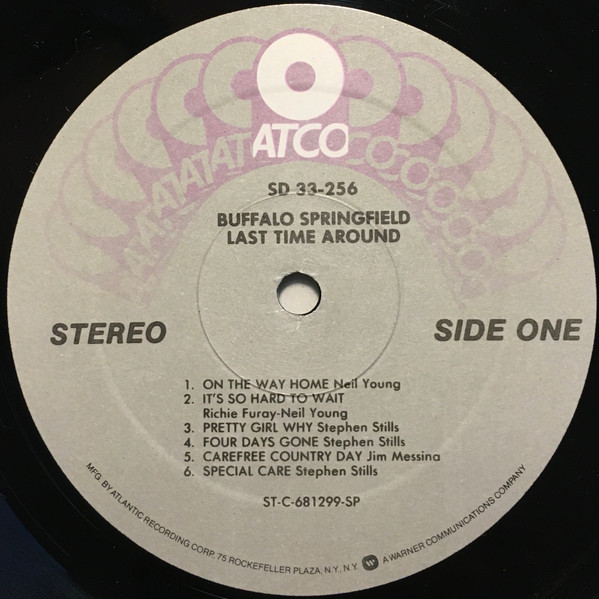 ATCO
SD 33-256
BUFFALO SPRINGFIELD
LAST TIME AROUND
STEREO
SIDE ONE
1. ON THE WAY HOME Neil Young
2. IT'S SO HARD TO WAIT
Richie Furay-Neil Young
3. PRETTY GIRL WHY Stephen Stills
4. FOUR DAYS GONE Stephen Stills
5. CAREFREE COUNTRY DAY Jim Messina
6. SPECIAL CARE Stephen Stills
ST-C-681299-SP
MFG. BY ATLANTIC RECORDING CORP. 75 ROCKEFELLER PLAZA, N.Y., N.Y. W A WARNER COMMUNICATIONS COMPANY